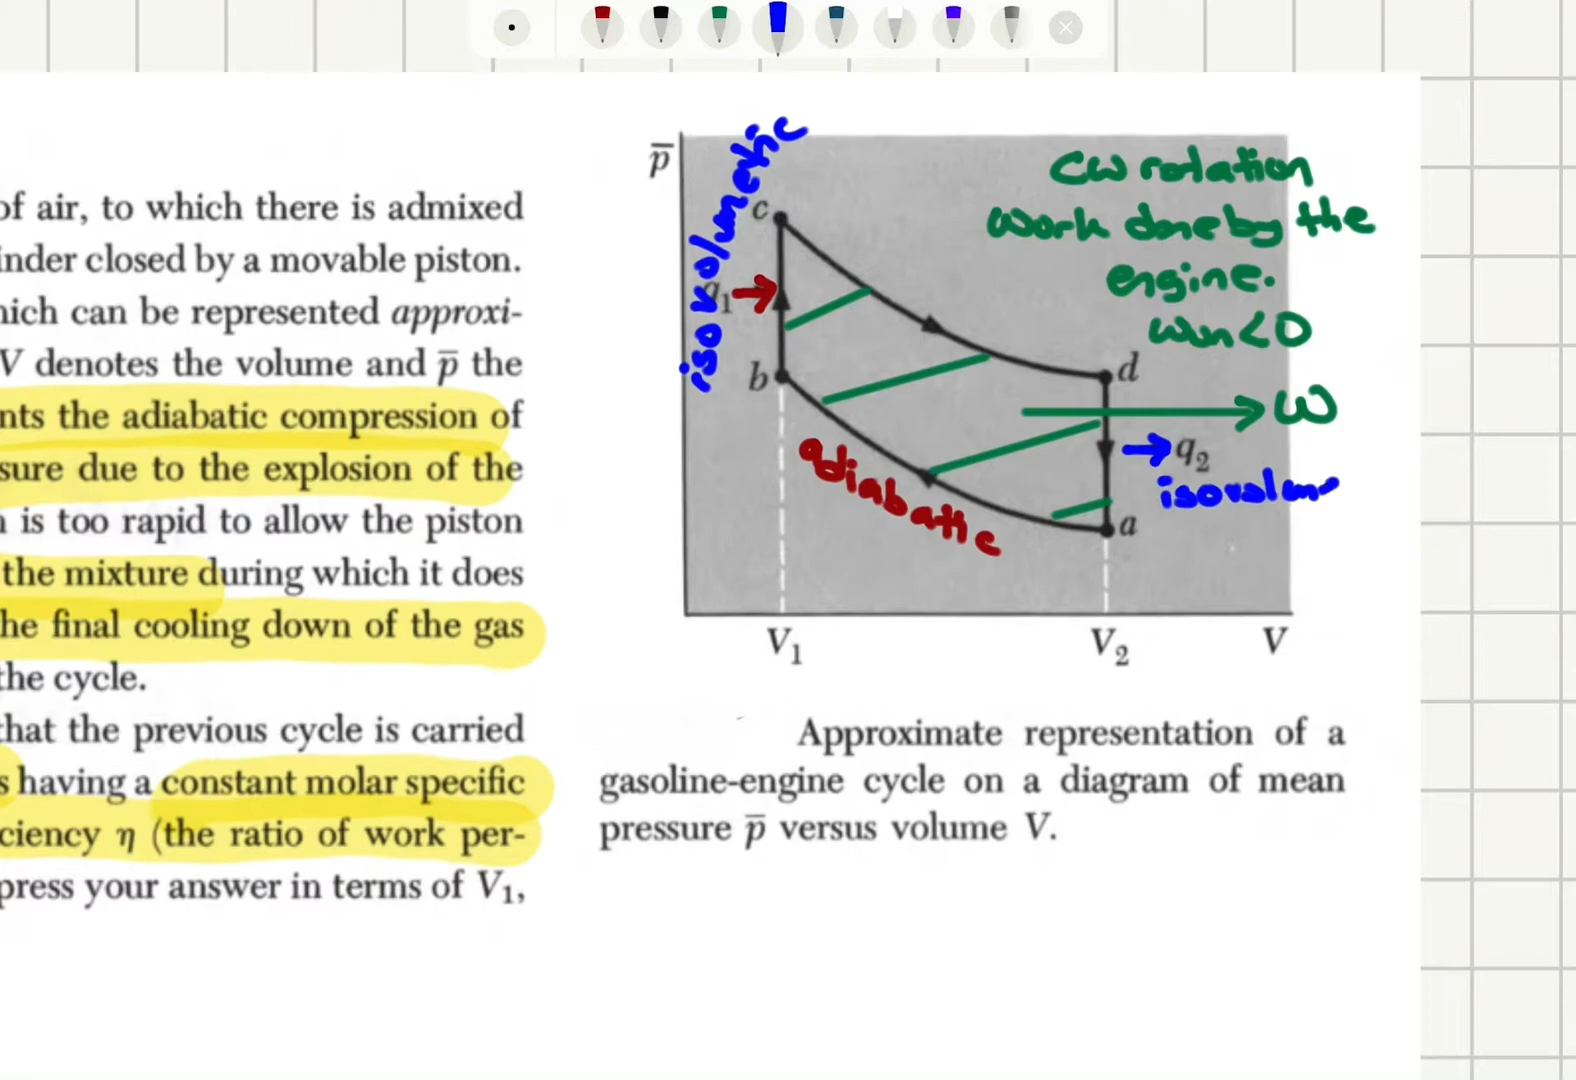 of air, to which there is admixed
inder closed by a movable piston.
hich can be represented approxi-
V denotes the volume and p̅ the
nts the adiabatic compression of
sure due to the explosion of the
is too rapid to allow the piston
the mixture during which it does
he final cooling down of the gas
the cycle.
that the previous cycle is carried
s having a constant molar specific
ciency η (the ratio of work per-
press your answer in terms of V₁,
p̅
isovolumetric
c
CW rotation
work done by the
engine.
q₁
d
b
W
q₂
adiabatic
a
V₁
V₂
V
Approximate representation of a
gasoline-engine cycle on a diagram of mean
pressure p̅ versus volume V.